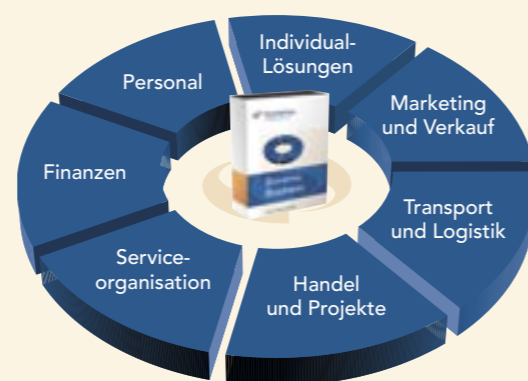 Individual-
Lösungen
Marketing
und Verkauf
Transport
und Logistik
Handel
und Projekte
Service-
organisation
Finanzen
Personal